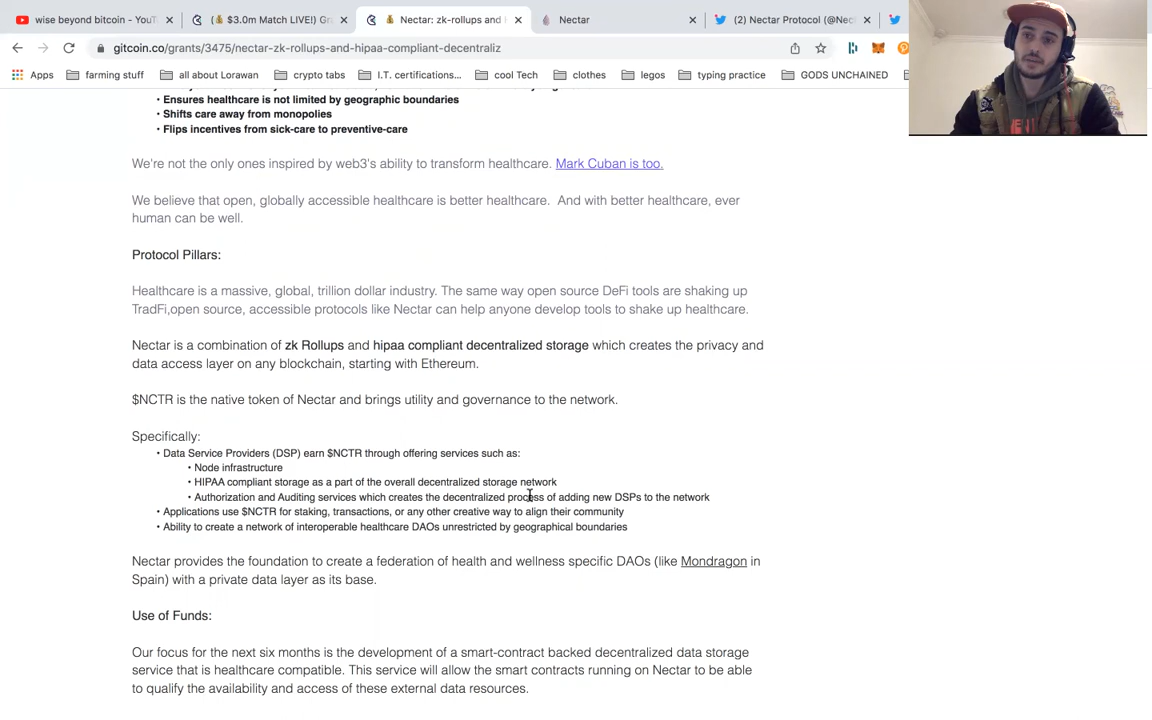 wise beyond bitcoin - YouT
(💰 $3.0m Match LIVE!) Gr
💰 Nectar: zk-rollups and H
Nectar
(2) Nectar Protocol (@Nec
gitcoin.co/grants/3475/nectar-zk-rollups-and-hipaa-compliant-decentraliz
Apps
farming stuff
all about Lorawan
crypto tabs
I.T. certifications...
cool Tech
clothes
legos
typing practice
GODS UNCHAINED
• Ensures healthcare is not limited by geographic boundaries
• Shifts care away from monopolies
• Flips incentives from sick-care to preventive-care
We're not the only ones inspired by web3's ability to transform healthcare. Mark Cuban is too.
We believe that open, globally accessible healthcare is better healthcare.  And with better healthcare, ever
human can be well.
Protocol Pillars:
Healthcare is a massive, global, trillion dollar industry. The same way open source DeFi tools are shaking up
TradFi,open source, accessible protocols like Nectar can help anyone develop tools to shake up healthcare.
Nectar is a combination of zk Rollups and hipaa compliant decentralized storage which creates the privacy and
data access layer on any blockchain, starting with Ethereum.
$NCTR is the native token of Nectar and brings utility and governance to the network.
Specifically:
• Data Service Providers (DSP) earn $NCTR through offering services such as:
• Node infrastructure
• HIPAA compliant storage as a part of the overall decentralized storage network
• Authorization and Auditing services which creates the decentralized process of adding new DSPs to the network
• Applications use $NCTR for staking, transactions, or any other creative way to align their community
• Ability to create a network of interoperable healthcare DAOs unrestricted by geographical boundaries
Nectar provides the foundation to create a federation of health and wellness specific DAOs (like Mondragon in
Spain) with a private data layer as its base.
Use of Funds:
Our focus for the next six months is the development of a smart-contract backed decentralized data storage
service that is healthcare compatible. This service will allow the smart contracts running on Nectar to be able
to qualify the availability and access of these external data resources.